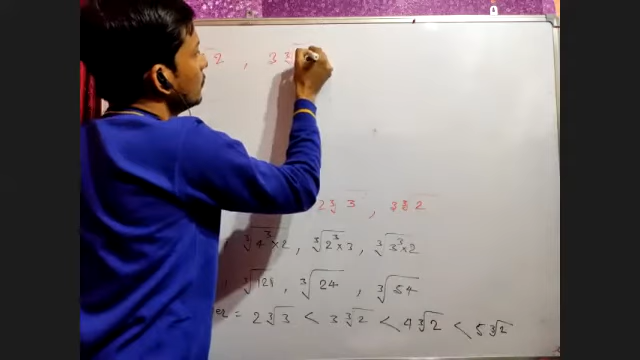 2 , 3 ∛
2∛3 , 3∛2
, ∛(4³×2) , ∛(2³×3) , ∛(3³×2)
, ∛128 , ∛24 , ∛54
= 2∛3 < 3∛2 < 4∛2 < 5∛2